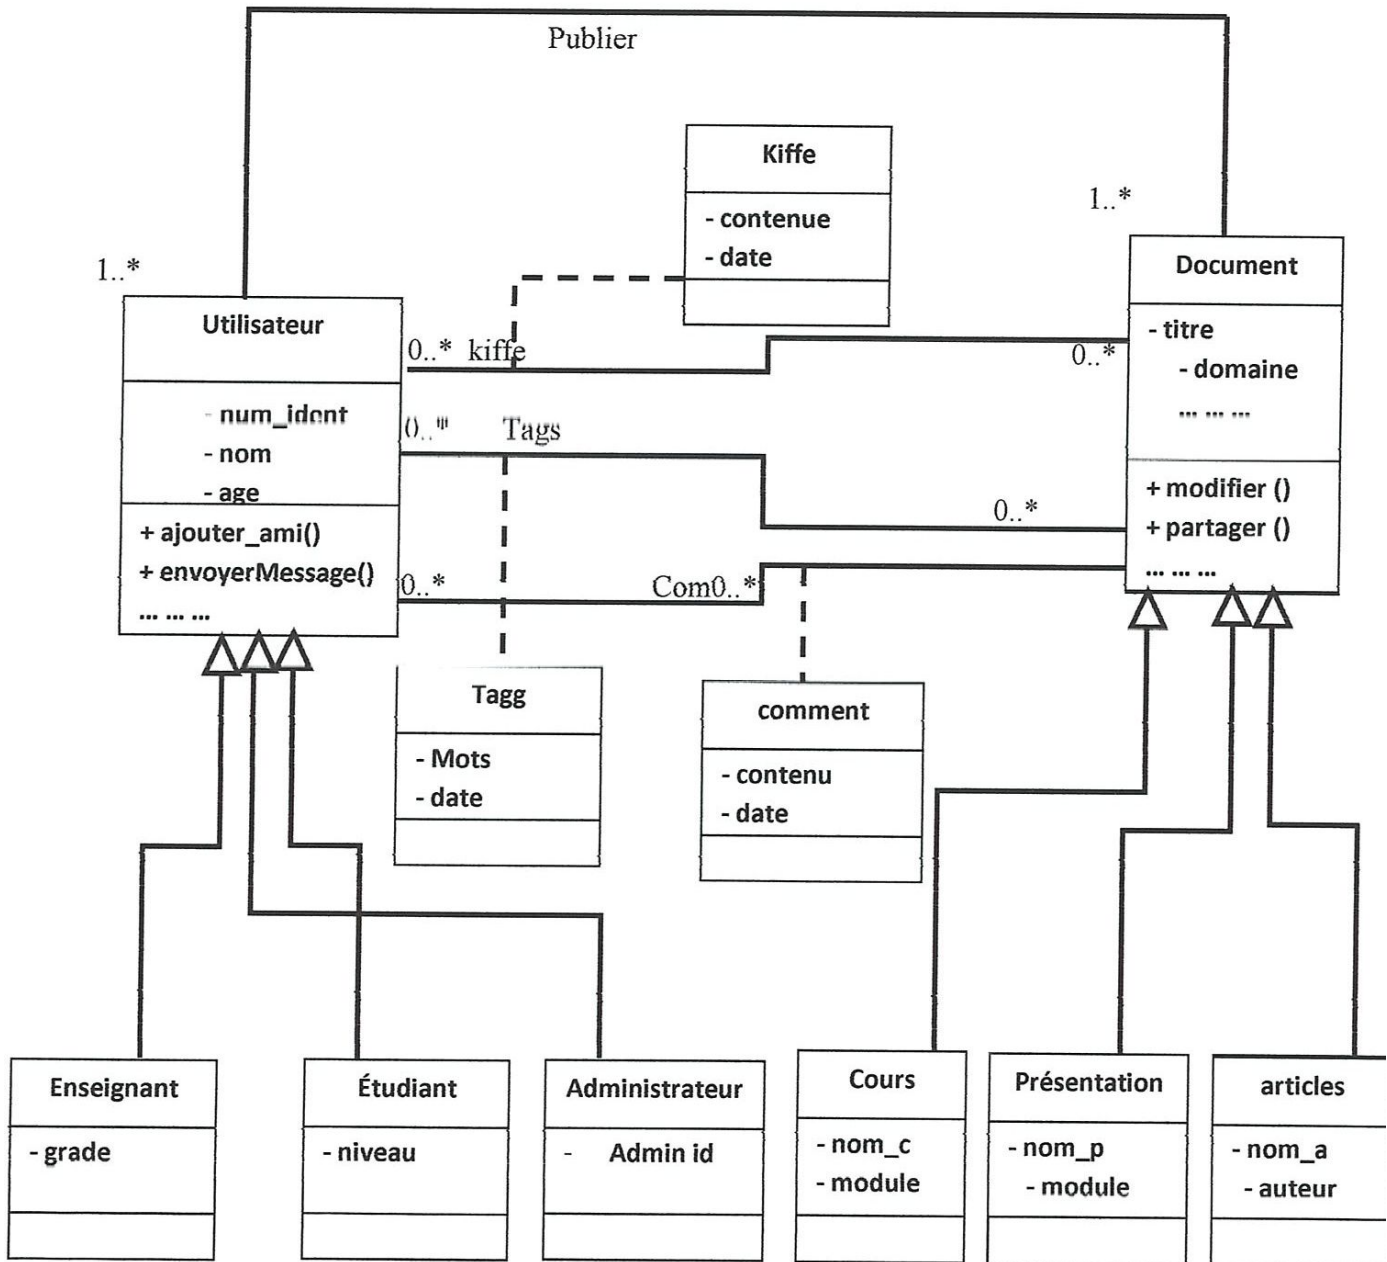 Publier
Kiffe
- contenue
- date
1..*
Document
- titre
- domaine
... ... ...
+ modifier ()
+ partager ()
... ... ...
1..*
Utilisateur
- num_ident
- nom
- age
+ ajouter_ami()
+ envoyerMessage()
... ... ...
0..* kiffe
0..*
0..* Tags
0..*
0..*
Com0..*
Tagg
- Mots
- date
comment
- contenu
- date
Enseignant
- grade
Étudiant
- niveau
Administrateur
- Admin id
Cours
- nom_c
- module
Présentation
- nom_p
- module
articles
- nom_a
- auteur